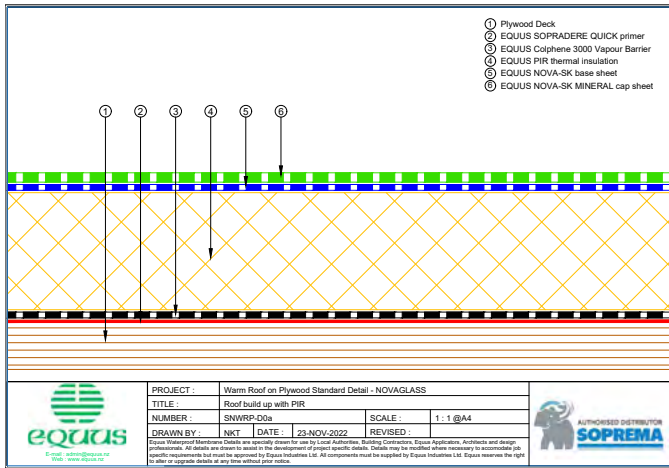 ① Plywood Deck
② EQUUS SOPRADERE QUICK primer
③ EQUUS Colphene 3000 Vapour Barrier
④ EQUUS PIR thermal insulation
⑤ EQUUS NOVA-SK base sheet
⑥ EQUUS NOVA-SK MINERAL cap sheet
① ② ③ ④ ⑤ ⑥
equus
E-mail : admin@equus.nz
Web : www.equus.nz
PROJECT : Warm Roof on Plywood Standard Detail - NOVAGLASS
TITLE : Roof build up with PIR
NUMBER : SNWRP-D0a SCALE : 1 : 1 @A4
DRAWN BY : NKT DATE : 23-NOV-2022 REVISED :
Equus Waterproof Membrane Details are specially drawn for use by Local Authorities, Building Contractors, Equus Applicators, Architects and design
professionals. All details are drawn to assist in the development of project specific details. Details may be modified where necessary to accomodate job
specific requirements but must be approved by Equus Industries Ltd. All components must be supplied by Equus Industries Ltd. Equus reserves the right
to alter or upgrade details at any time without prior notice.
AUTHORISED DISTRIBUTOR
SOPREMA